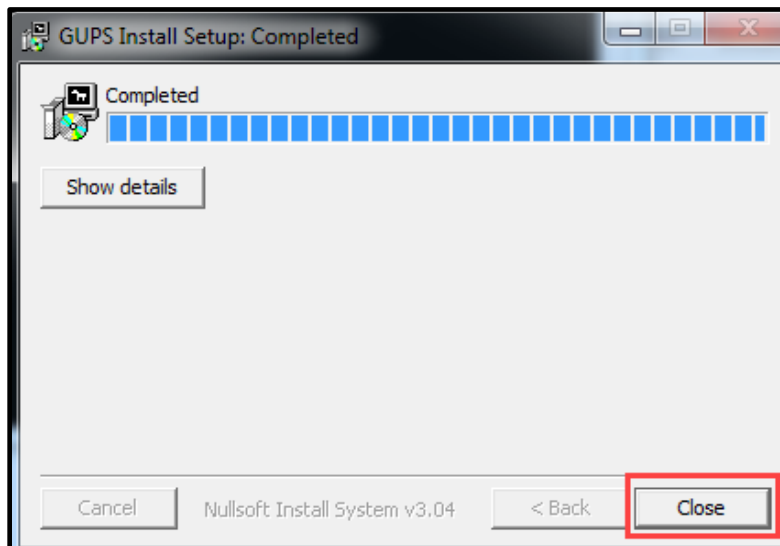 GUPS Install Setup: Completed
Completed
Show details
Cancel
Nullsoft Install System v3.04
< Back
Close